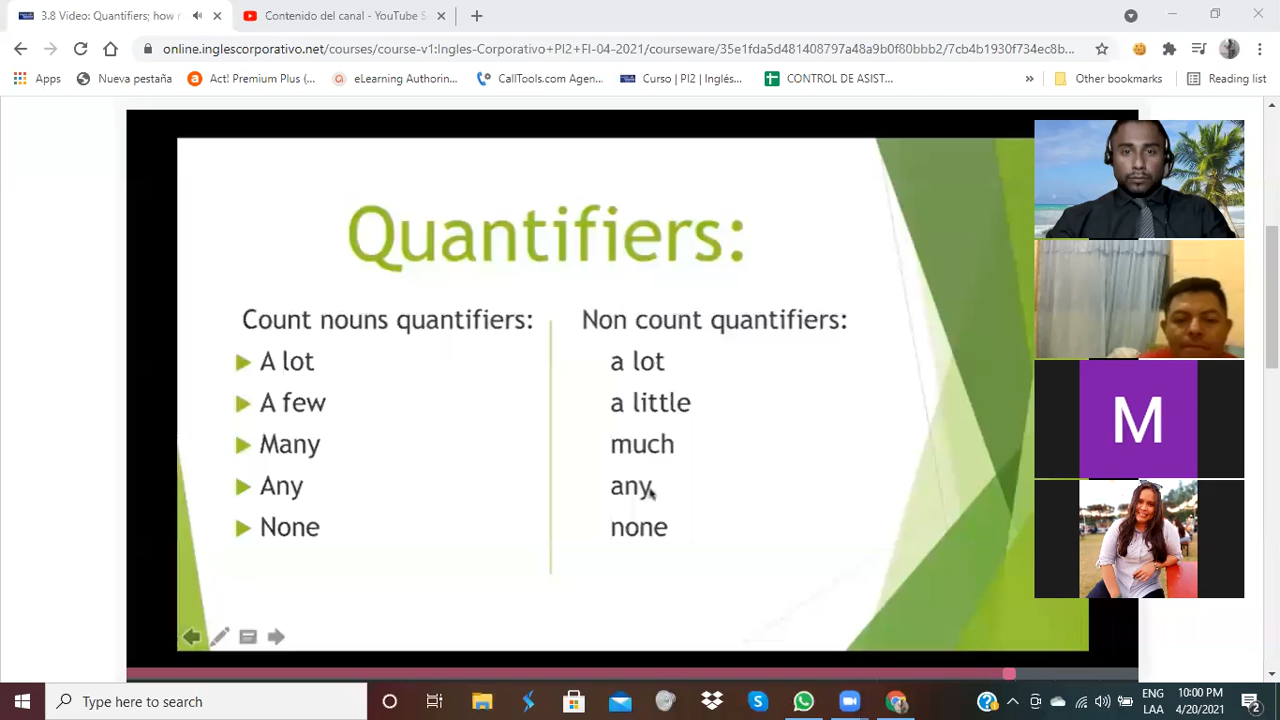 3.8 Video: Quantifiers; how r
Contenido del canal - YouTube S
online.inglescorporativo.net/courses/course-v1:Ingles-Corporativo+PI2+FI-04-2021/courseware/35e1fda5d481408797a48a9b0f80bbb2/7cb4b1930f734ec8b...
Apps
Nueva pestaña
Act! Premium Plus (...
eLearning Authorin...
CallTools.com Agen...
Curso | PI2 | Inglés...
CONTROL DE ASIST...
»
Other bookmarks
Reading list
Quantifiers:
Count nouns quantifiers:
A lot
A few
Many
Any
None
Non count quantifiers:
a lot
a little
much
any
none
M
Type here to search
ENG
LAA
10:00 PM
4/20/2021
2